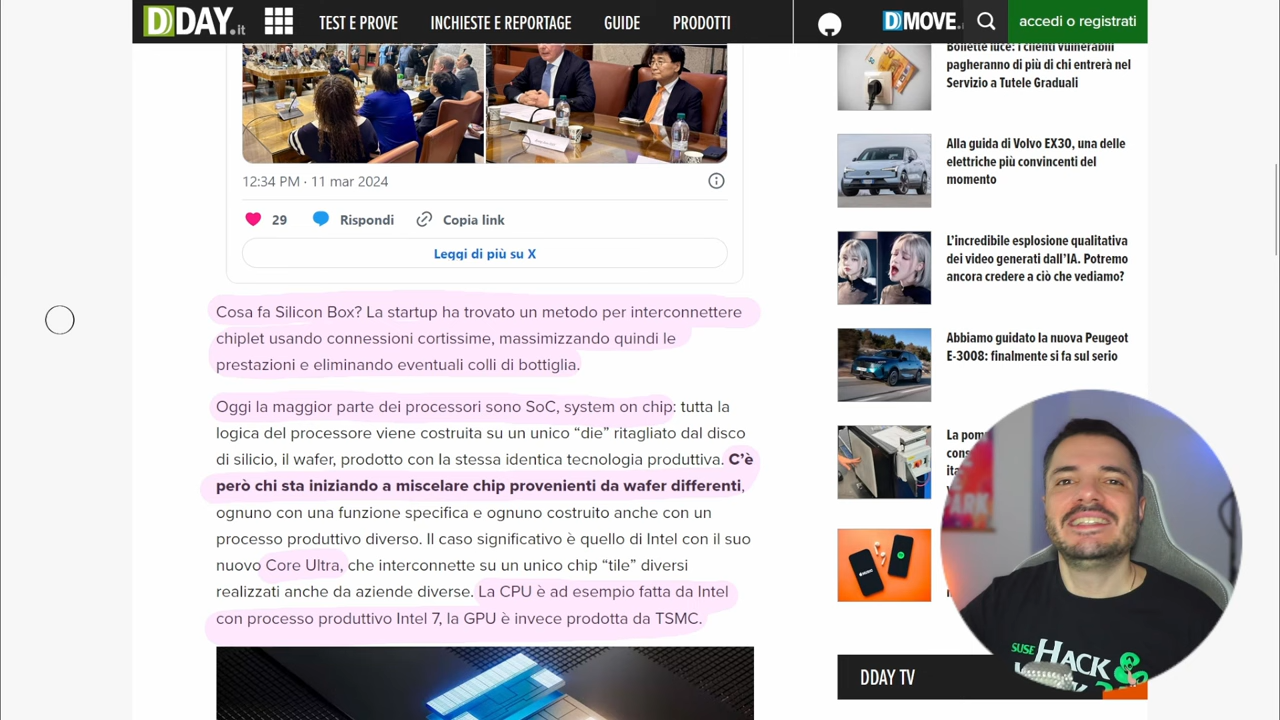 DDAY.it
TEST E PROVE
INCHIESTE E REPORTAGE
GUIDE
PRODOTTI
DMOVE.
accedi o registrati
12:34 PM · 11 mar 2024
29
Rispondi
Copia link
Leggi di più su X
Cosa fa Silicon Box? La startup ha trovato un metodo per interconnettere
chiplet usando connessioni cortissime, massimizzando quindi le
prestazioni e eliminando eventuali colli di bottiglia.
Oggi la maggior parte dei processori sono SoC, system on chip: tutta la
logica del processore viene costruita su un unico “die” ritagliato dal disco
di silicio, il wafer, prodotto con la stessa identica tecnologia produttiva. C’è
però chi sta iniziando a miscelare chip provenienti da wafer differenti,
ognuno con una funzione specifica e ognuno costruito anche con un
processo produttivo diverso. Il caso significativo è quello di Intel con il suo
nuovo Core Ultra, che interconnette su un unico chip “tile” diversi
realizzati anche da aziende diverse. La CPU è ad esempio fatta da Intel
con processo produttivo Intel 7, la GPU è invece prodotta da TSMC.
Bollette luce: i clienti vulnerabili
pagheranno di più di chi entrerà nel
Servizio a Tutele Graduali
Alla guida di Volvo EX30, una delle
elettriche più convincenti del
momento
L’incredibile esplosione qualitativa
dei video generati dall’IA. Potremo
ancora credere a ciò che vediamo?
Abbiamo guidato la nuova Peugeot
E-3008: finalmente si fa sul serio
La
DDAY TV
SUSE HACK